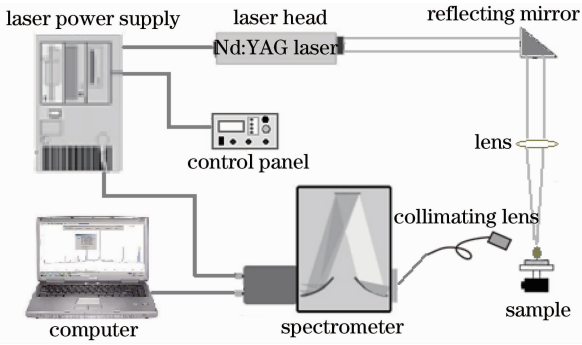 laser power supply
laser head
reflecting mirror
Nd:YAG laser
lens
control panel
collimating lens
sample
computer
spectrometer